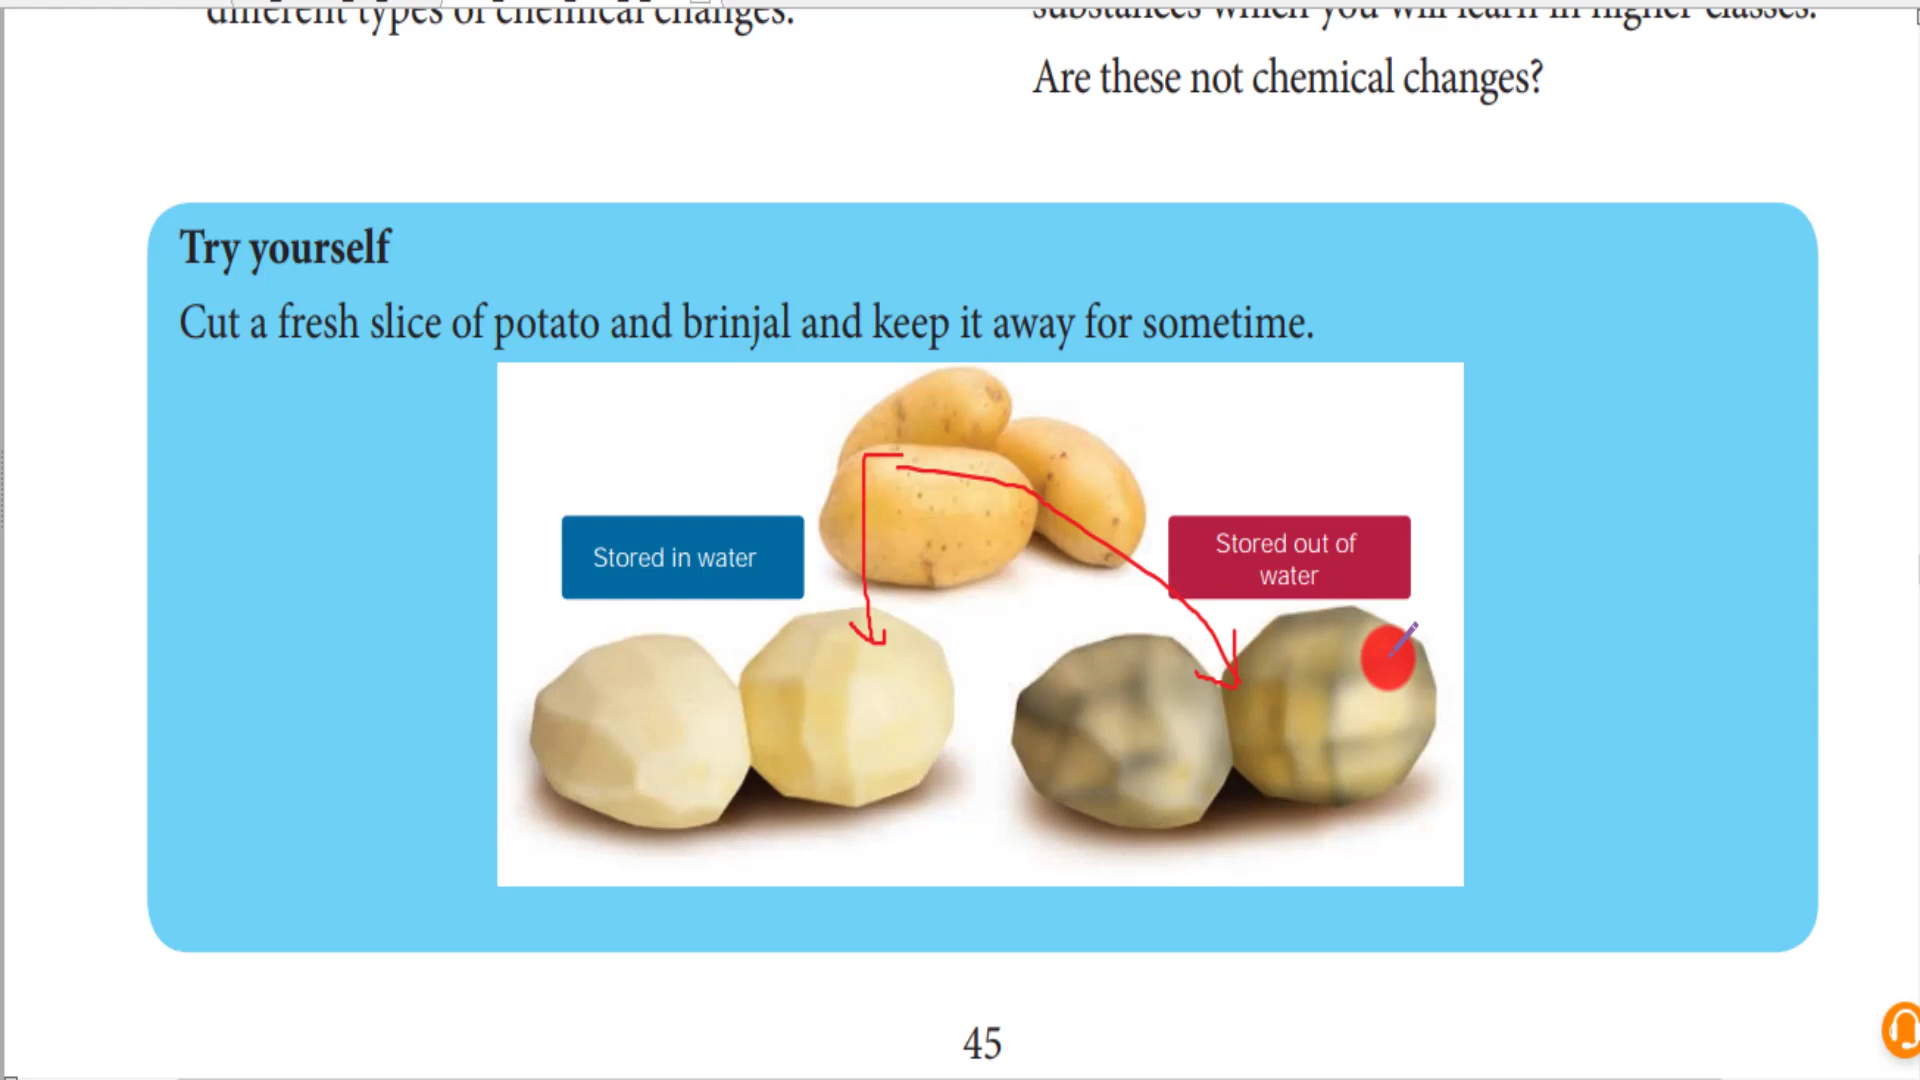 different types of chemical changes.
substances which you will learn in higher classes.
Are these not chemical changes?
Try yourself
Cut a fresh slice of potato and brinjal and keep it away for sometime.
Stored in water
Stored out of
water
45